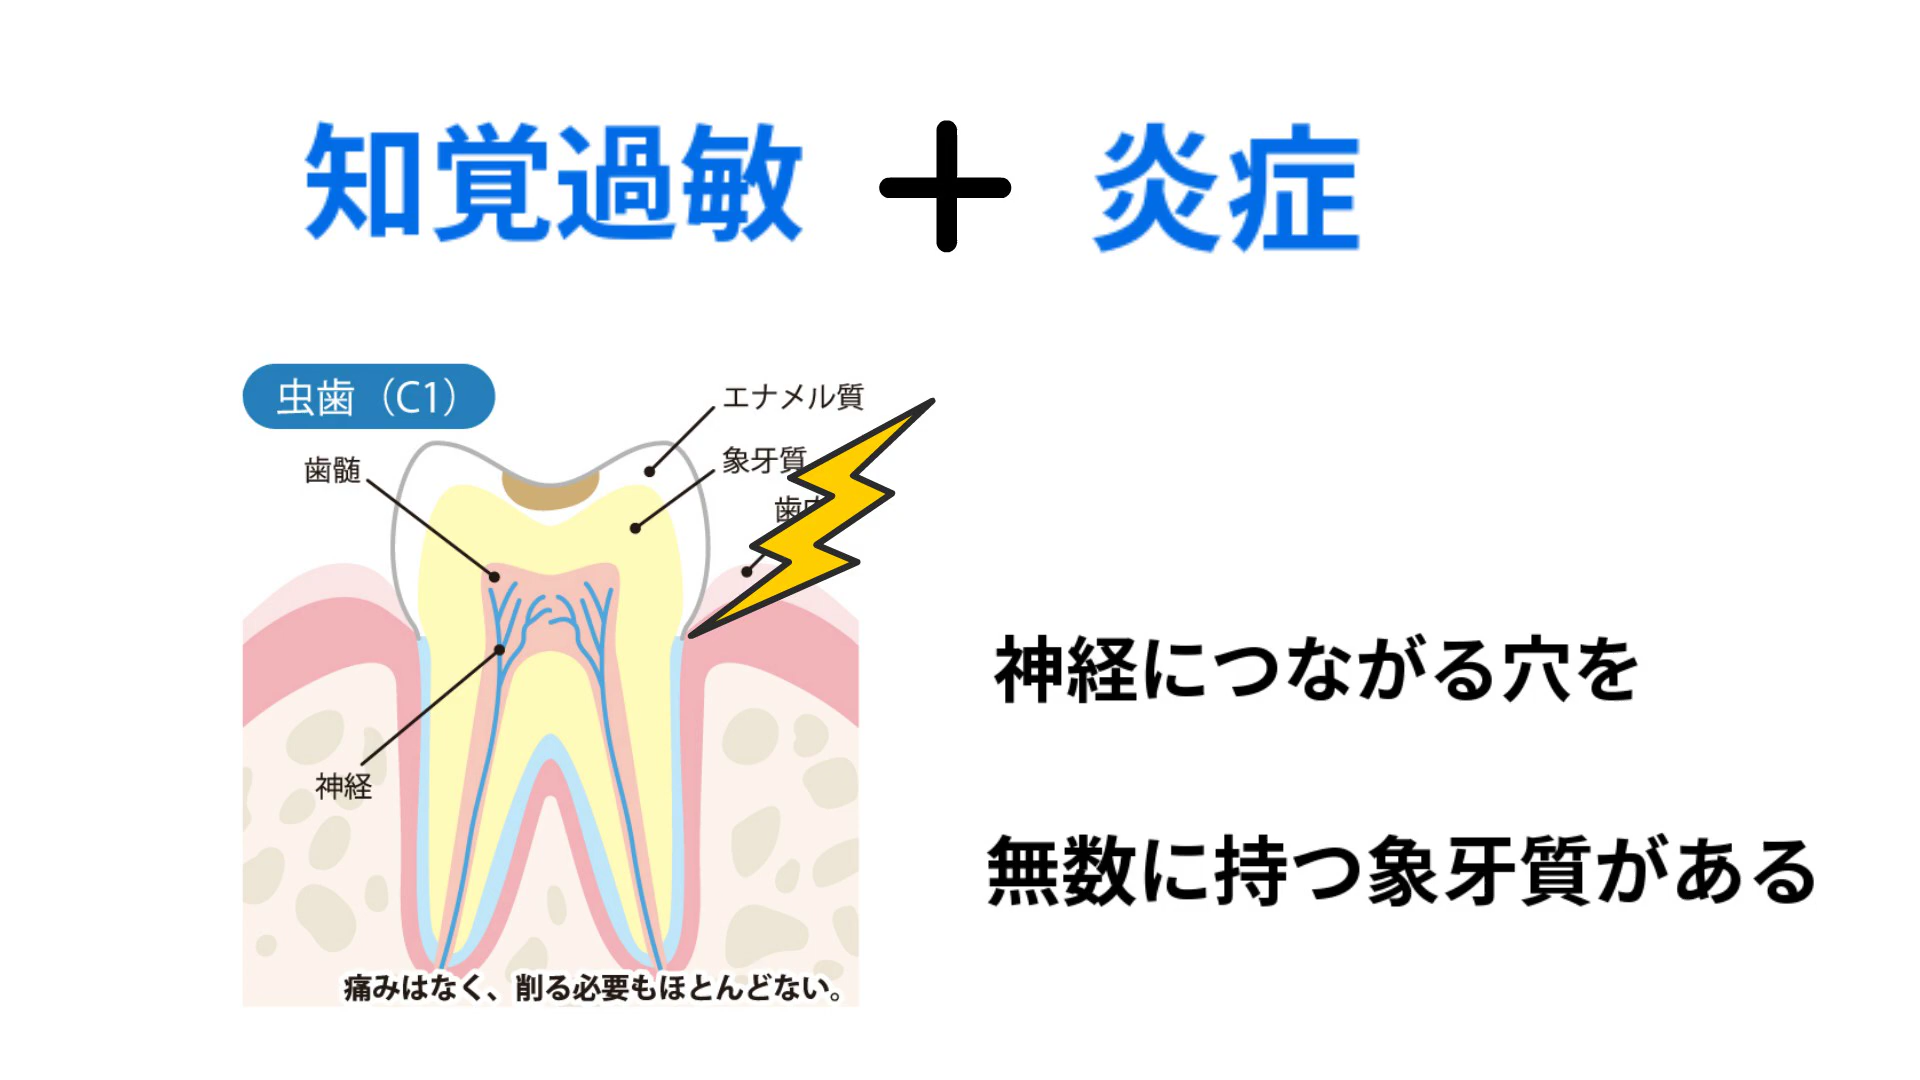 知覚過敏 + 炎症
虫歯（C1）
エナメル質
歯髄
象牙質
神経
神経につながる穴を
無数に持つ象牙質がある
痛みはなく、削る必要もほとんどない。